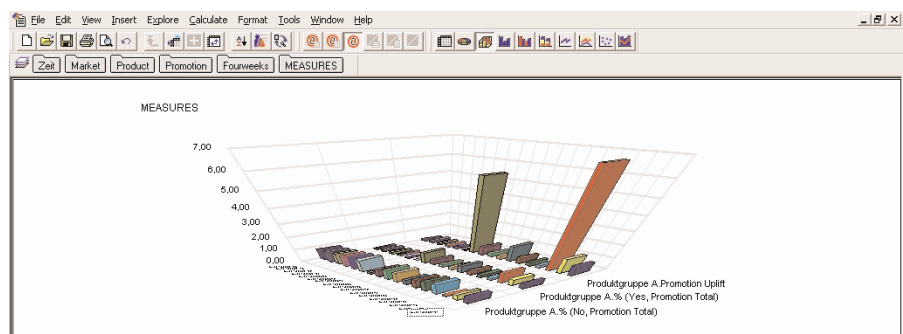 File Edit View Insert Explore Calculate Format Tools Window Help
Zeit Market Product Promotion Fourweeks MEASURES
MEASURES
7,00
6,00
5,00
4,00
3,00
2,00
1,00
0,00
Produktgruppe A.Promotion Uplift
Produktgruppe A.% (Yes, Promotion Total)
Produktgruppe A.% (No, Promotion Total)